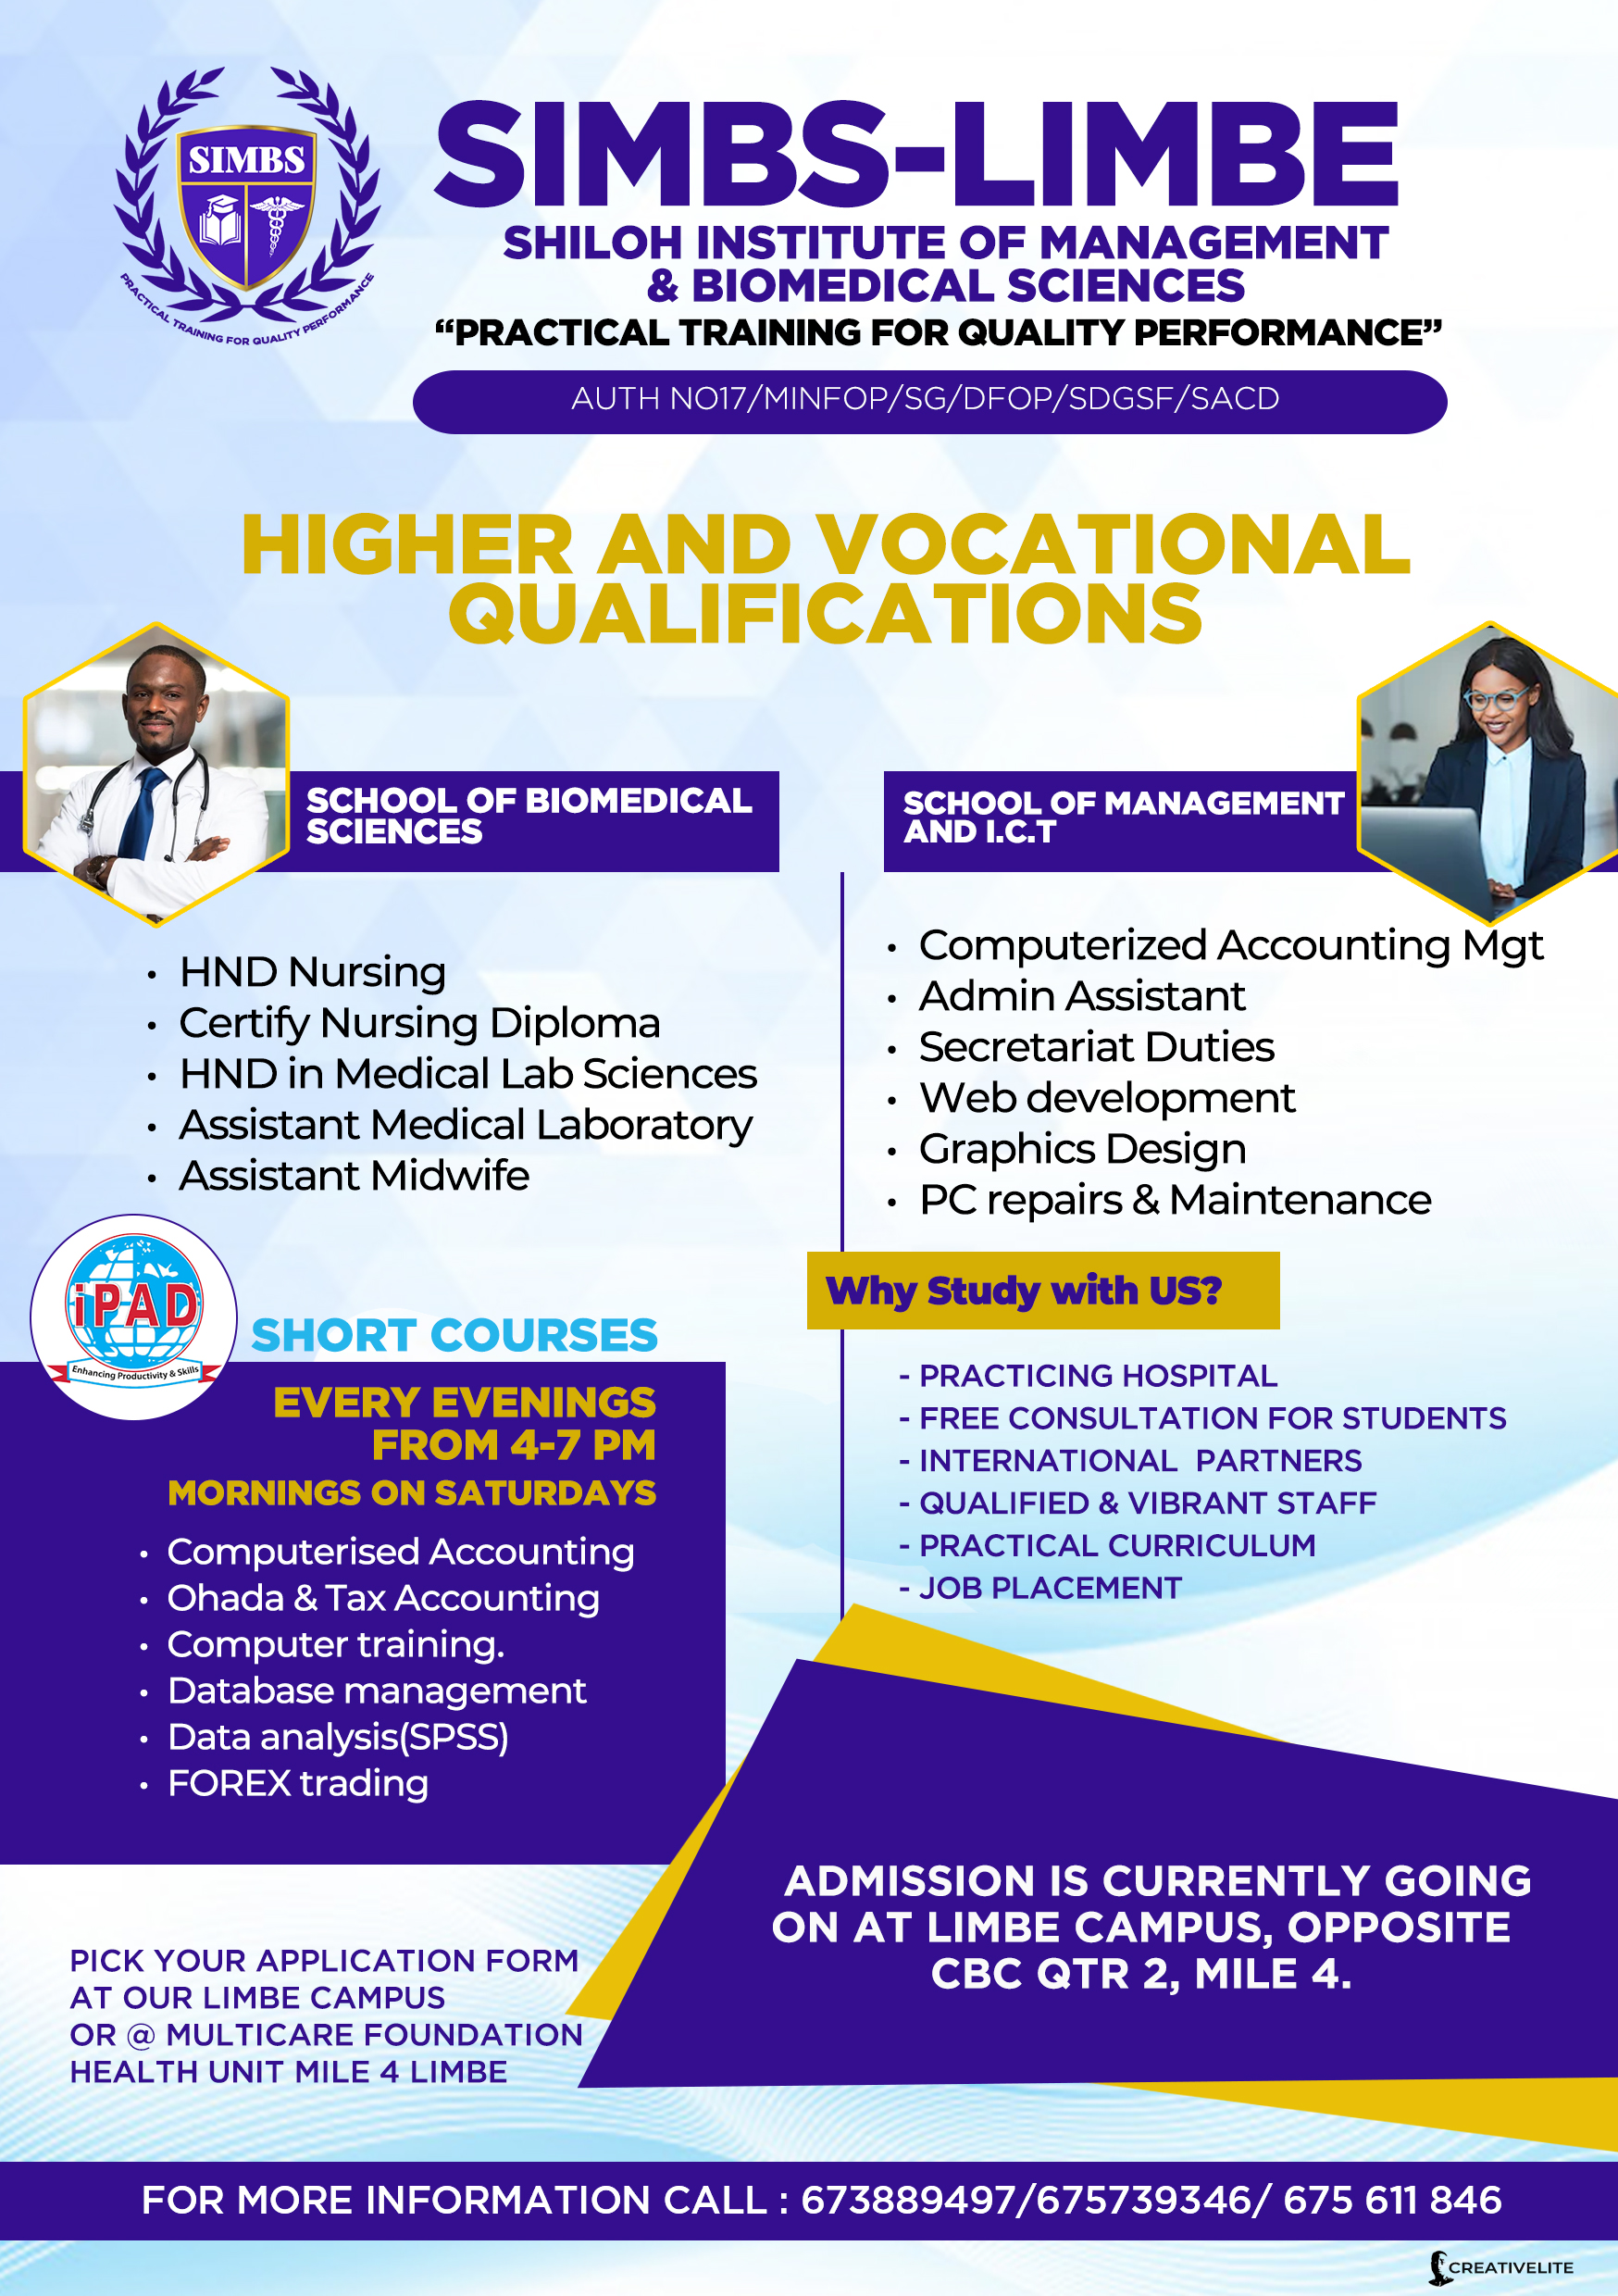 SIMBS
PRACTICAL TRAINING FOR QUALITY PERFORMANCE
SIMBS-LIMBE
SHILOH INSTITUTE OF MANAGEMENT
& BIOMEDICAL SCIENCES
“PRACTICAL TRAINING FOR QUALITY PERFORMANCE”
AUTH NO17/MINFOP/SG/DFOP/SDGSF/SACD
HIGHER AND VOCATIONAL
QUALIFICATIONS
SCHOOL OF BIOMEDICAL
SCIENCES
• HND Nursing
• Certify Nursing Diploma
• HND in Medical Lab Sciences
• Assistant Medical Laboratory
• Assistant Midwife
SCHOOL OF MANAGEMENT
AND I.C.T
• Computerized Accounting Mgt
• Admin Assistant
• Secretariat Duties
• Web development
• Graphics Design
• PC repairs & Maintenance
iPAD
Enhancing Productivity & Skills
SHORT COURSES
EVERY EVENINGS
FROM 4-7 PM
MORNINGS ON SATURDAYS
• Computerised Accounting
• Ohada & Tax Accounting
• Computer training.
• Database management
• Data analysis(SPSS)
• FOREX trading
Why Study with US?
- PRACTICING HOSPITAL
- FREE CONSULTATION FOR STUDENTS
- INTERNATIONAL PARTNERS
- QUALIFIED & VIBRANT STAFF
- PRACTICAL CURRICULUM
- JOB PLACEMENT
ADMISSION IS CURRENTLY GOING
ON AT LIMBE CAMPUS, OPPOSITE
CBC QTR 2, MILE 4.
PICK YOUR APPLICATION FORM
AT OUR LIMBE CAMPUS
OR @ MULTICARE FOUNDATION
HEALTH UNIT MILE 4 LIMBE
FOR MORE INFORMATION CALL : 673889497/675739346/ 675 611 846
CREATIVELITE